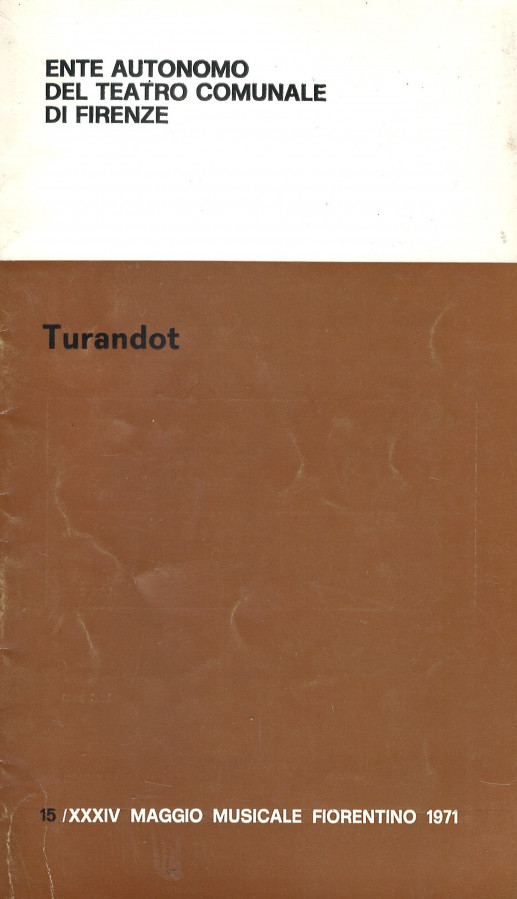 ENTE AUTONOMO
DEL TEATRO COMUNALE
DI FIRENZE
Turandot
15 /XXXIV MAGGIO MUSICALE FIORENTINO 1971